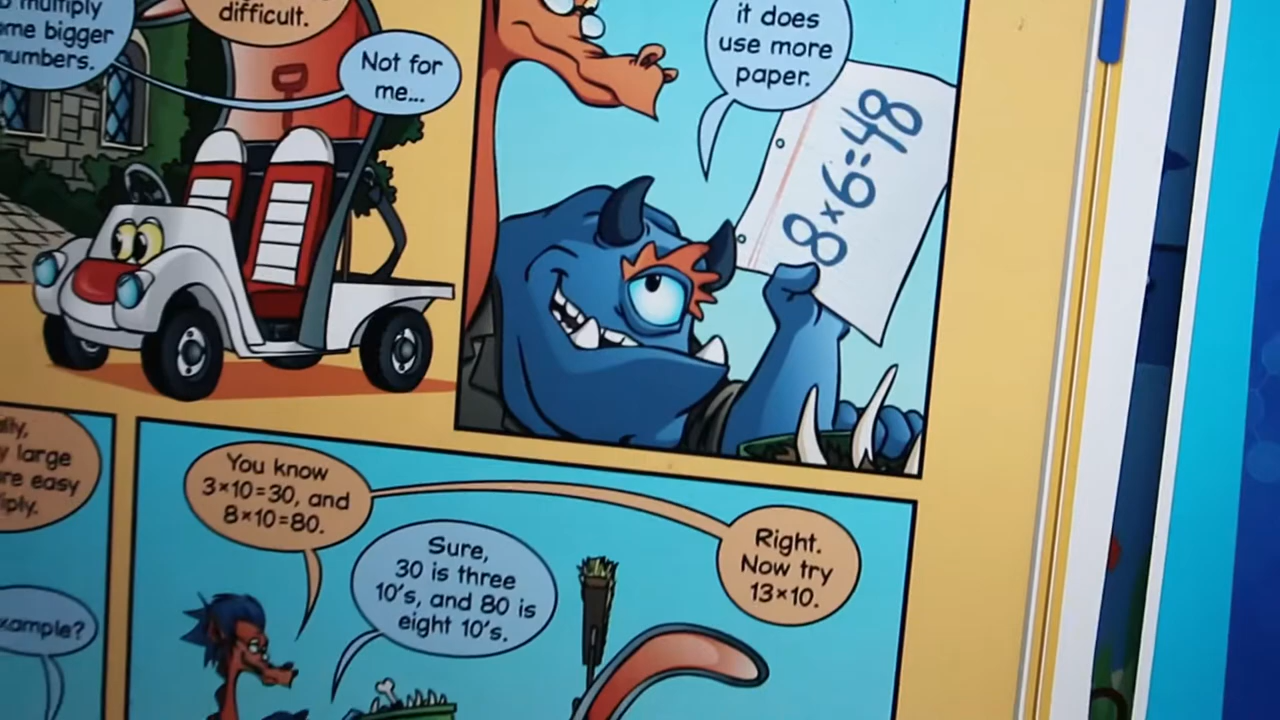 multiply
bigger
numbers.
difficult.
Not for
me...
it does
use more
paper.
8×6=48
large
easy
You know
3×10=30, and
8×10=80.
Sure,
30 is three
10's, and 80 is
eight 10's.
Right.
Now try
13×10.